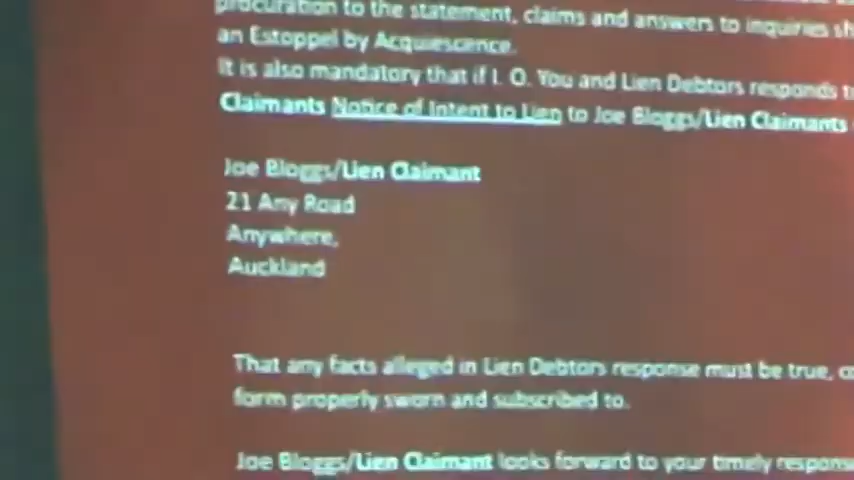 procuration to the statement, claims and answers to inquiries sh
an Estoppel by Acquiescence.
It is also mandatory that if I. O. You and Lien Debtors responds t
Claimants Notice of Intent to Lien to Joe Bloggs/Lien Claimants
Joe Bloggs/Lien Claimant
21 Any Road
Anywhere,
Auckland
That any facts alleged in Lien Debtors response must be true, co
form properly sworn and subscribed to.
Joe Bloggs/Lien Claimant looks forward to your timely response